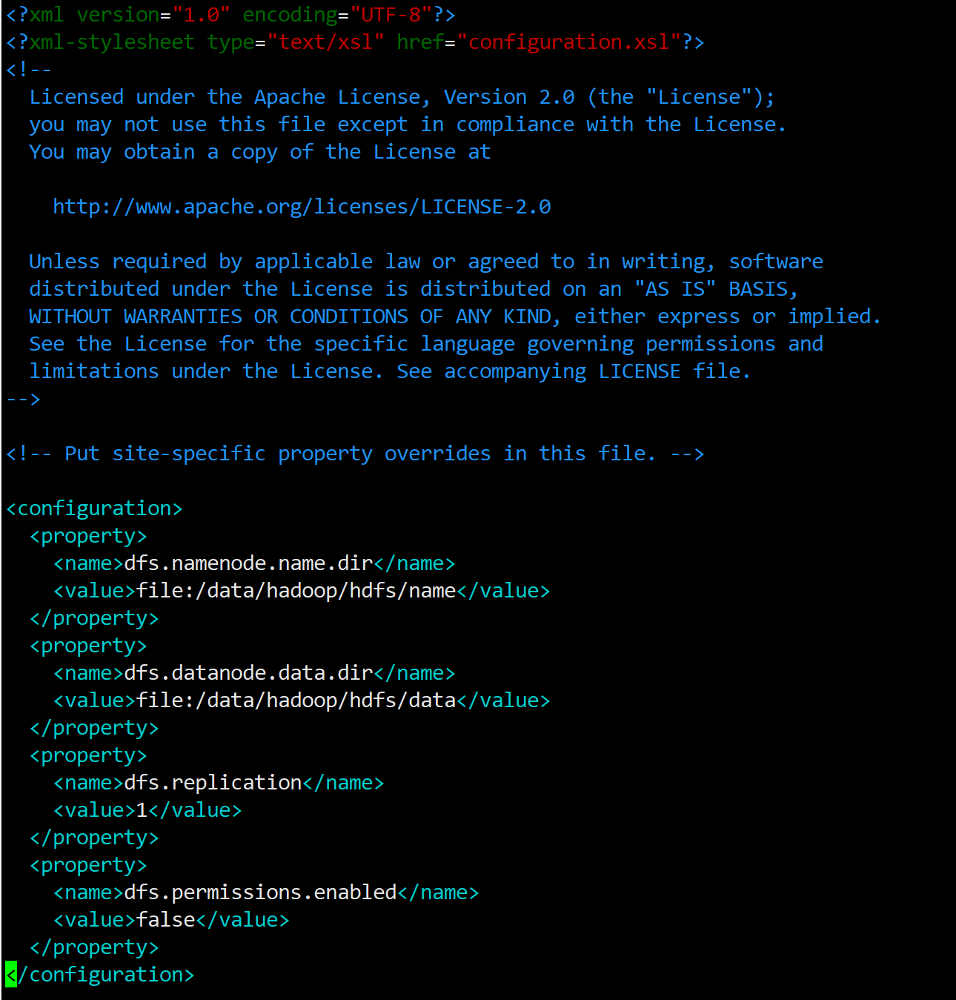 <?xml version="1.0" encoding="UTF-8"?>
<?xml-stylesheet type="text/xsl" href="configuration.xsl"?>
<!--
  Licensed under the Apache License, Version 2.0 (the "License");
  you may not use this file except in compliance with the License.
  You may obtain a copy of the License at

    http://www.apache.org/licenses/LICENSE-2.0

  Unless required by applicable law or agreed to in writing, software
  distributed under the License is distributed on an "AS IS" BASIS,
  WITHOUT WARRANTIES OR CONDITIONS OF ANY KIND, either express or implied.
  See the License for the specific language governing permissions and
  limitations under the License. See accompanying LICENSE file.
-->

<!-- Put site-specific property overrides in this file. -->

<configuration>
  <property>
    <name>dfs.namenode.name.dir</name>
    <value>file:/data/hadoop/hdfs/name</value>
  </property>
  <property>
    <name>dfs.datanode.data.dir</name>
    <value>file:/data/hadoop/hdfs/data</value>
  </property>
  <property>
    <name>dfs.replication</name>
    <value>1</value>
  </property>
  <property>
    <name>dfs.permissions.enabled</name>
    <value>false</value>
  </property>
</configuration>